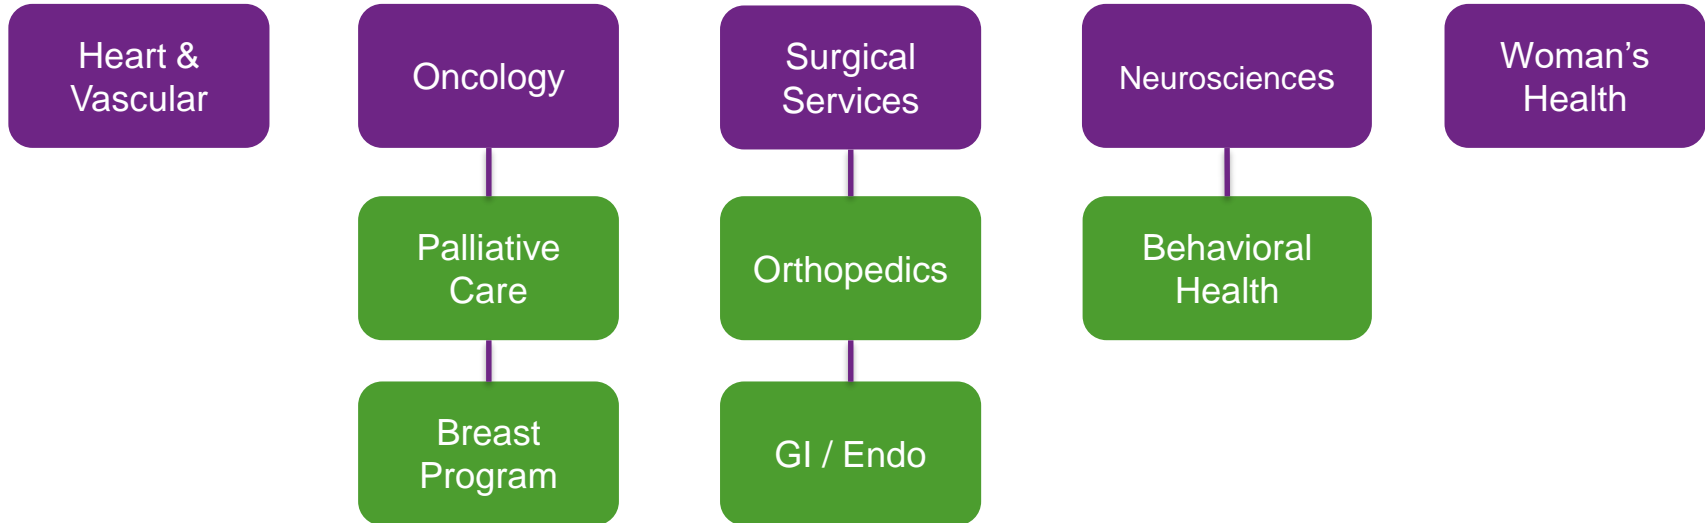 Heart &
Vascular
Oncology
Surgical
Services
Neurosciences
Woman’s
Health
Palliative
Care
Orthopedics
Behavioral
Health
Breast
Program
GI / Endo